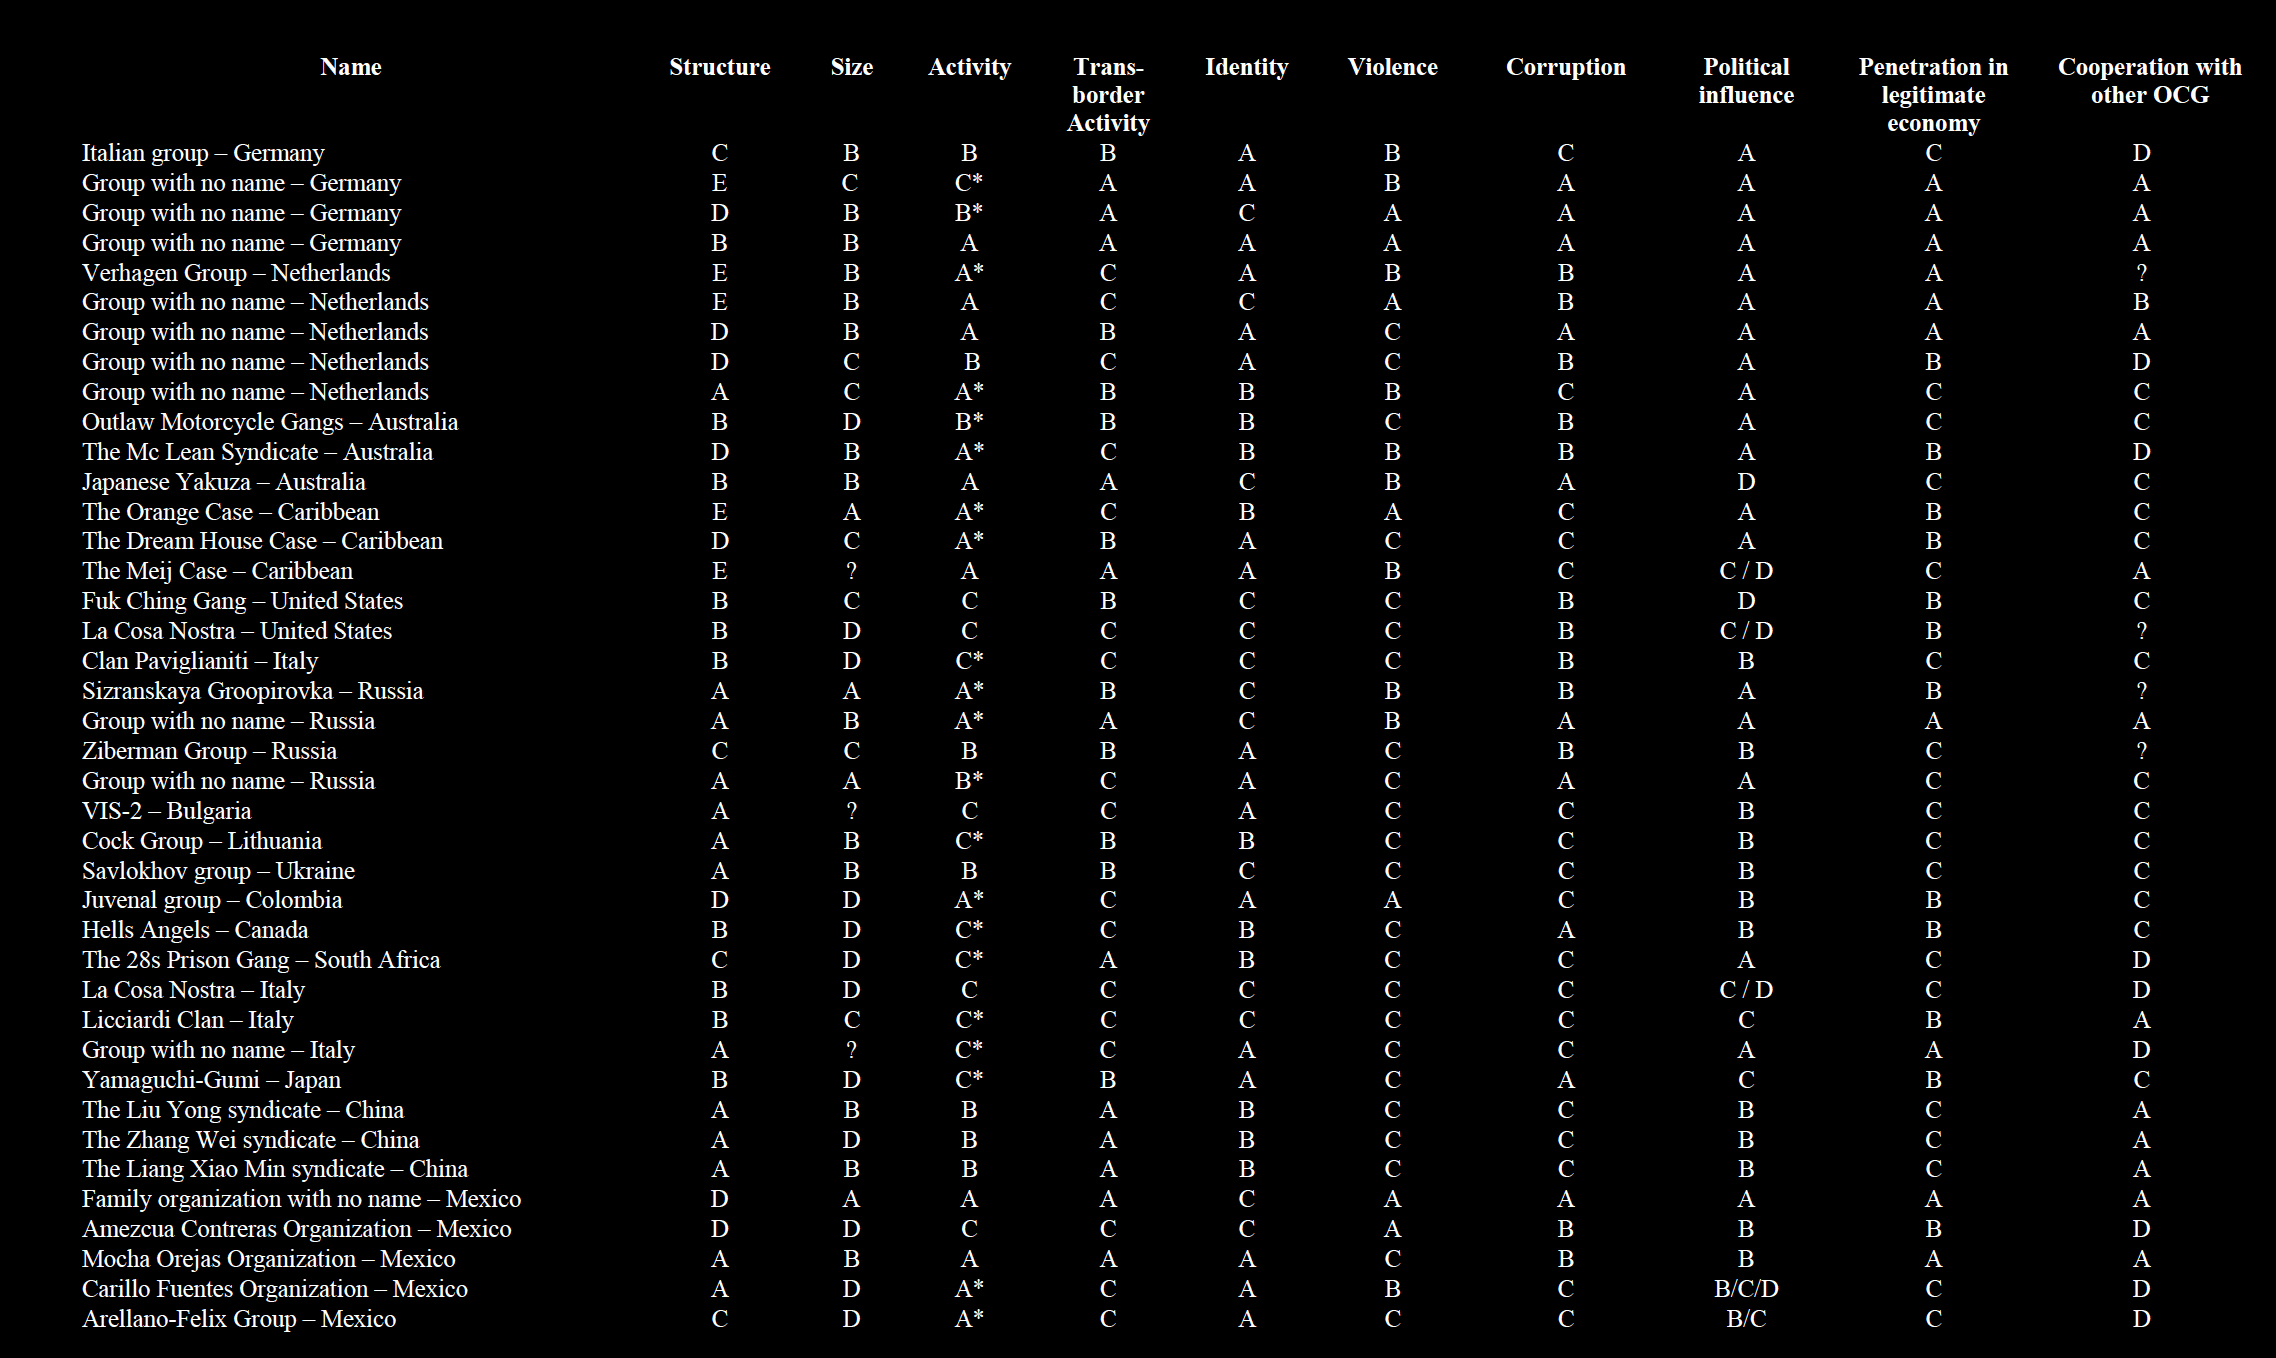 Name Structure Size Activity Trans- Identity Violence Corruption Political Penetration in Cooperation with
border influence legitimate other OCG
Activity economy
Italian group – Germany C B B B A B C A C D
Group with no name – Germany E C C* A A B A A A A
Group with no name – Germany D B B* A C A A A A A
Group with no name – Germany B B A A A A A A A A
Verhagen Group – Netherlands E B A* C A B B A A ?
Group with no name – Netherlands E B A C C A B A A B
Group with no name – Netherlands D B A B A C A A A A
Group with no name – Netherlands D C B C A C B A B D
Group with no name – Netherlands A C A* B B B C A C C
Outlaw Motorcycle Gangs – Australia B D B* B B C B A C C
The Mc Lean Syndicate – Australia D B A* C B B B A B D
Japanese Yakuza – Australia B B A A C B A D C C
The Orange Case – Caribbean E A A* C B A C A B C
The Dream House Case – Caribbean D C A* B A C C A B C
The Meij Case – Caribbean E ? A A A B C C / D C A
Fuk Ching Gang – United States B C C B C C B D B C
La Cosa Nostra – United States B D C C C C B C / D B ?
Clan Paviglianiti – Italy B D C* C C C B B C C
Sizranskaya Groopirovka – Russia A A A* B C B B A B ?
Group with no name – Russia A B A* A C B A A A A
Ziberman Group – Russia C C B B A C B B C ?
Group with no name – Russia A A B* C A C A A C C
VIS-2 – Bulgaria A ? C C A C C B C C
Cock Group – Lithuania A B C* B B C C B C C
Savlokhov group – Ukraine A B B B C C C B C C
Juvenal group – Colombia D D A* C A A C B B C
Hells Angels – Canada B D C* C B C A B B C
The 28s Prison Gang – South Africa C D C* A B C C A C D
La Cosa Nostra – Italy B D C C C C C C / D C D
Licciardi Clan – Italy B C C* C C C C C B A
Group with no name – Italy A ? C* C A C C A A D
Yamaguchi-Gumi – Japan B D C* B A C A C B C
The Liu Yong syndicate – China A B B A B C C B C A
The Zhang Wei syndicate – China A D B A B C C B C A
The Liang Xiao Min syndicate – China A B B A B C C B C A
Family organization with no name – Mexico D A A A C A A A A A
Amezcua Contreras Organization – Mexico D D C C C A B B B D
Mocha Orejas Organization – Mexico A B A A A C B B A A
Carillo Fuentes Organization – Mexico A D A* C A B C B/C/D C D
Arellano-Felix Group – Mexico C D A* C A C C B/C C D